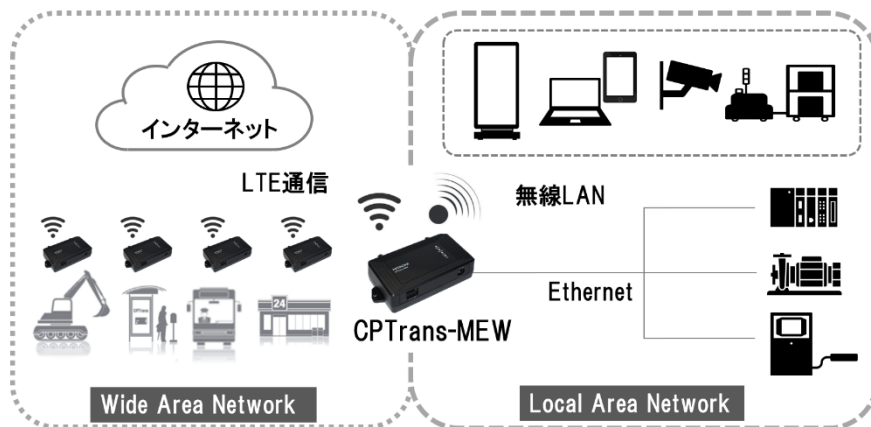 インターネット
LTE通信
無線LAN
CPTrans
24
Ethernet
CPTrans-MEW
Wide Area Network
Local Area Network